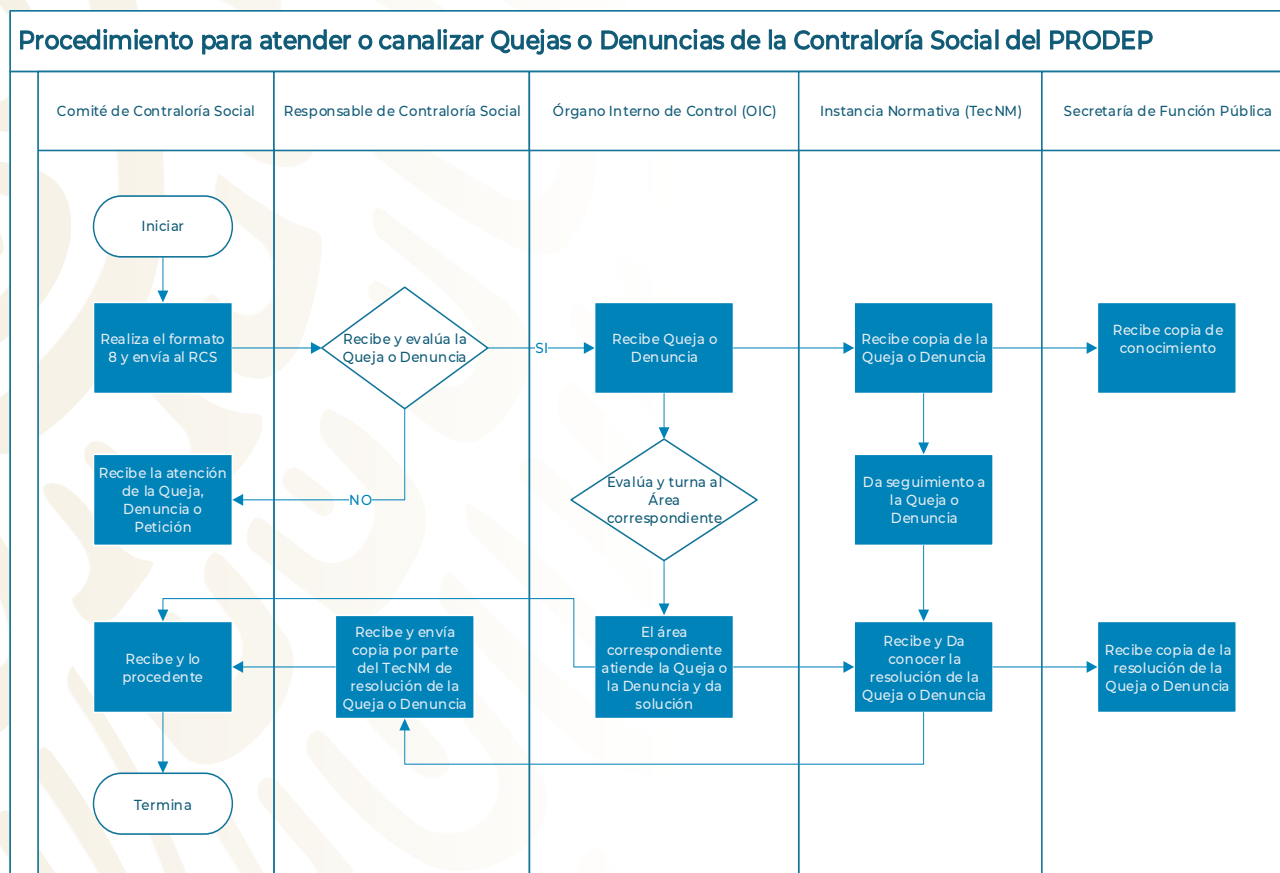 Procedimiento para atender o canalizar Quejas o Denuncias de la Contraloría Social del PRODEP
Comité de Contraloría Social
Responsable de Contraloría Social
Órgano Interno de Control (OIC)
Instancia Normativa (TecNM)
Secretaría de Función Pública
Iniciar
Realiza el formato
8 y envía al RCS
Recibe y evalúa la
Queja o Denuncia
SI
Recibe Queja o
Denuncia
Recibe copia de la
Queja o Denuncia
Recibe copia de
conocimiento
Recibe la atención
de la Queja,
Denuncia o
Petición
NO
Evalúa y turna al
Área
correspondiente
Da seguimiento a
la Queja o
Denuncia
Recibe y lo
procedente
Recibe y envía
copia por parte
del TecNM de
resolución de la
Queja o Denuncia
El área
correspondiente
atiende la Queja o
la Denuncia y da
solución
Recibe y Da
conocer la
resolución de la
Queja o Denuncia
Recibe copia de la
resolución de la
Queja o Denuncia
Termina